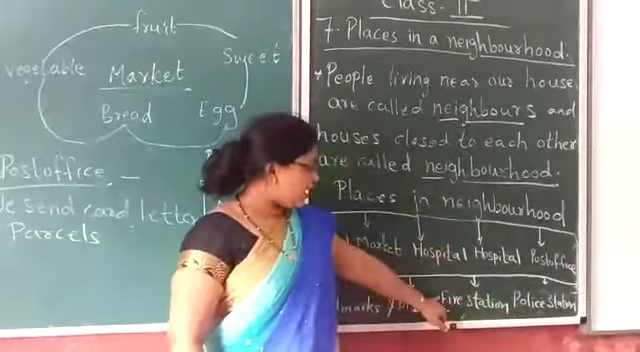 fruit
vegetable
Sweet
Market
Bread
Egg
Postoffice -
send card letter
Parcels
Class - II
7. Places in a neighbourhood.
People living near our house
are called neighbours and
houses closed to each other
are called neighbourhood.
Places in neighbourhood
Market Hospital Hospital Postoffice
Fire station Police station